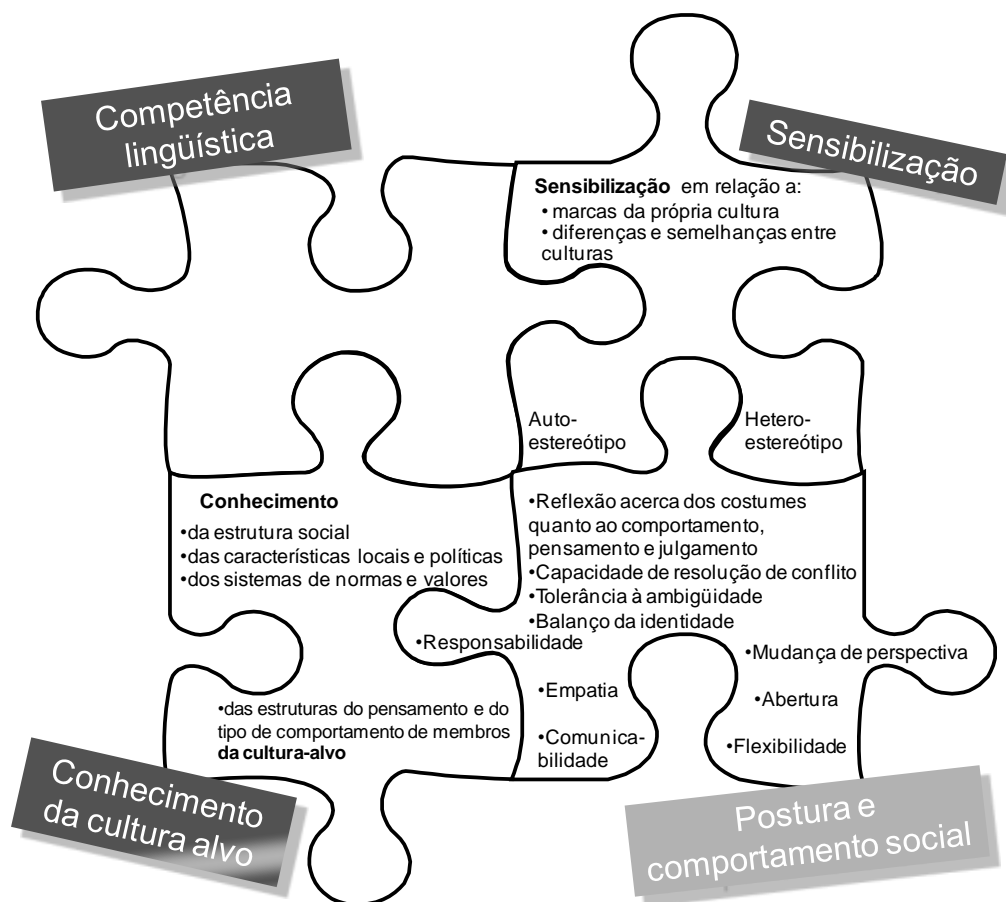 Competência
lingüística
Sensibilização
Sensibilização em relação a:
• marcas da própria cultura
• diferenças e semelhanças entre
culturas
Auto-
estereótipo
Hetero-
estereótipo
Conhecimento
•da estrutura social
•das características locais e políticas
•dos sistemas de normas e valores
•das estruturas do pensamento e do
tipo de comportamento de membros
da cultura-alvo
•Reflexão acerca dos costumes
quanto ao comportamento,
pensamento e julgamento
•Capacidade de resolução de conflito
•Tolerância à ambigüidade
•Balanço da identidade
•Responsabilidade
•Mudança de perspectiva
•Empatia
•Abertura
•Comunica-
bilidade
•Flexibilidade
Conhecimento
da cultura alvo
Postura e
comportamento social